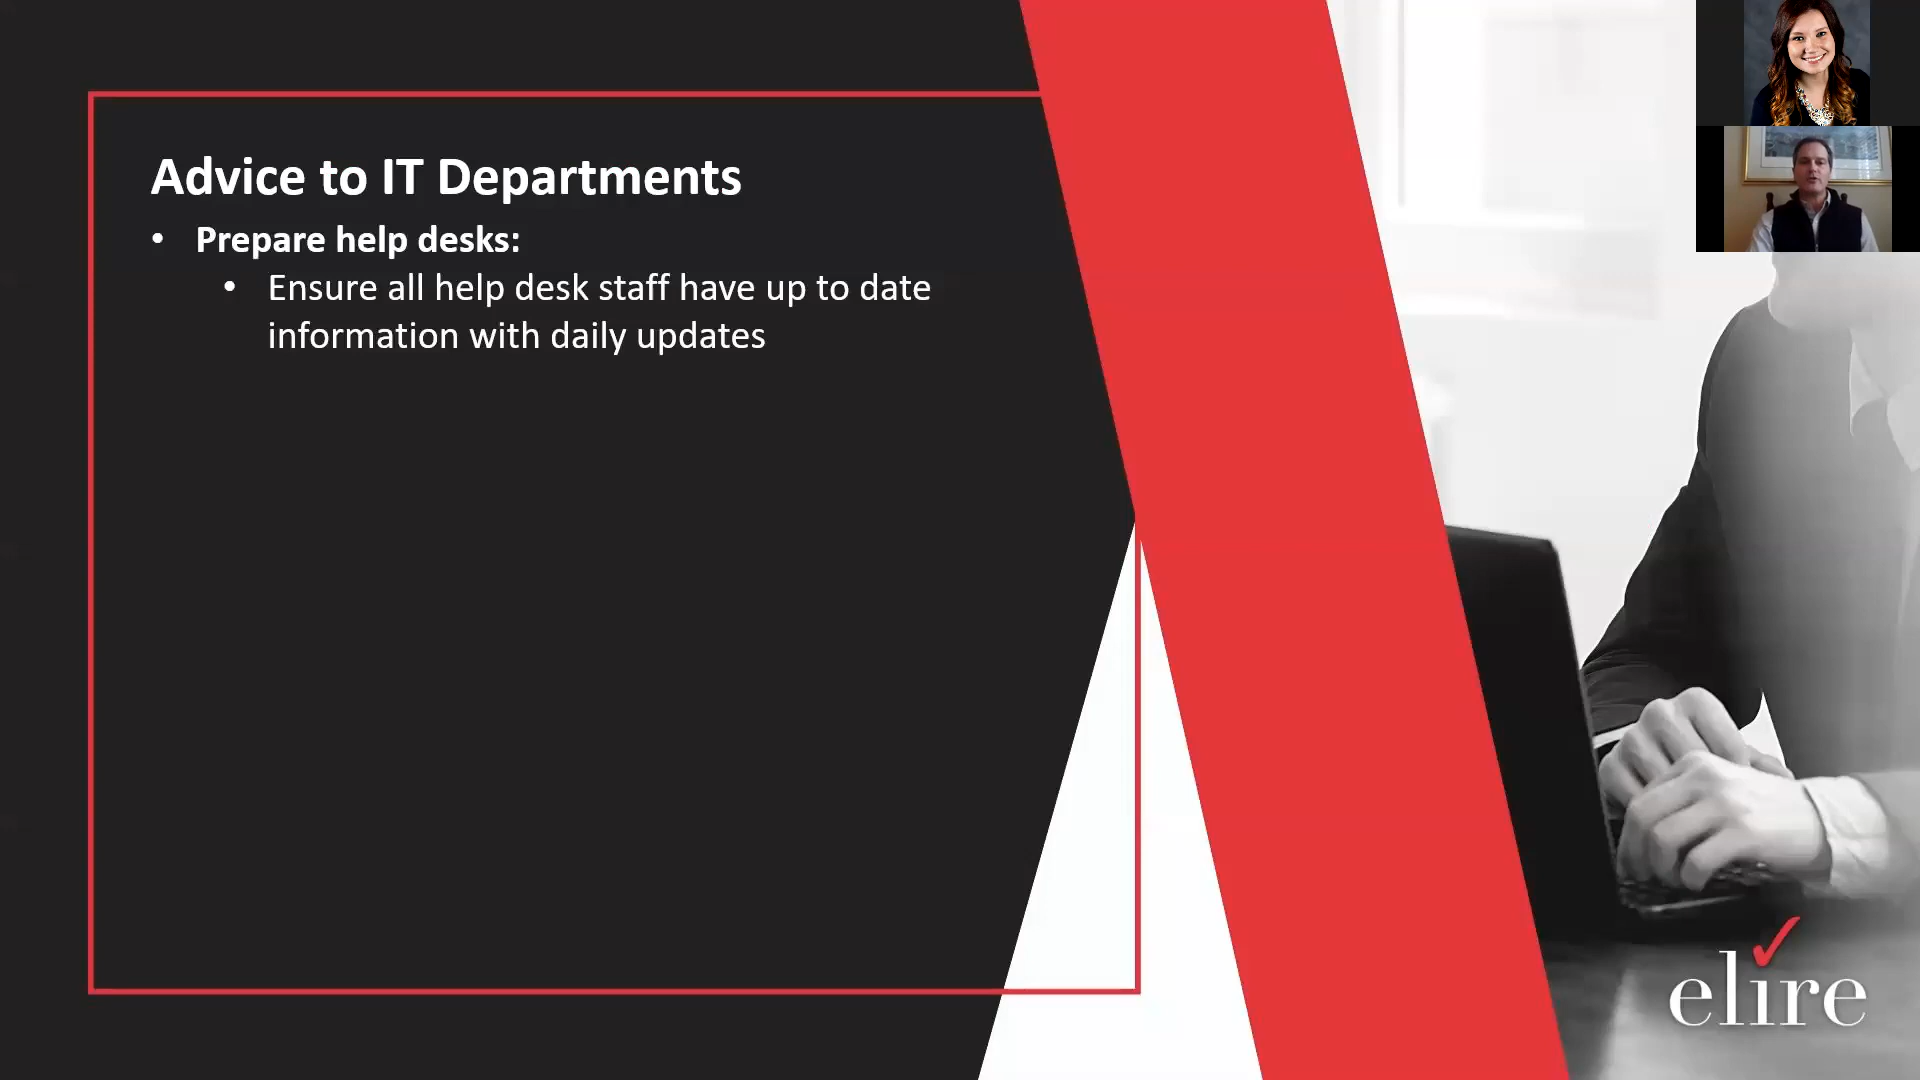 Advice to IT Departments
• Prepare help desks:
• Ensure all help desk staff have up to date
information with daily updates
elire